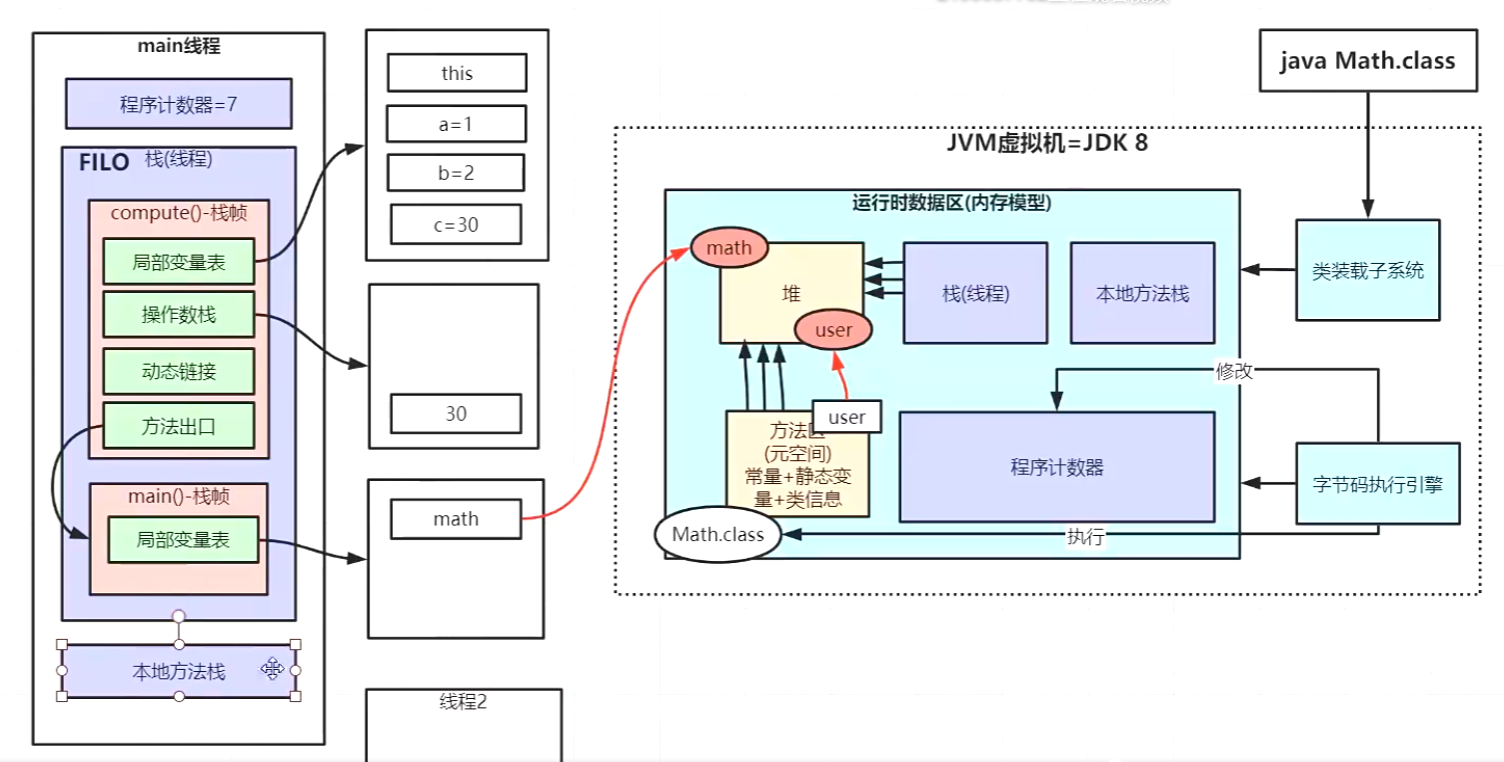 main线程
程序计数器=7
FILO
栈(线程)
compute()-栈帧
局部变量表
操作数栈
动态链接
方法出口
main()-栈帧
局部变量表
本地方法栈
this
a=1
b=2
c=30
30
math
线程2
java Math.class
JVM虚拟机=JDK 8
运行时数据区(内存模型)
math
堆
user
栈(线程)
本地方法栈
类装载子系统
修改
user
方法区
(元空间)
常量+静态变
量+类信息
程序计数器
字节码执行引擎
Math.class
执行